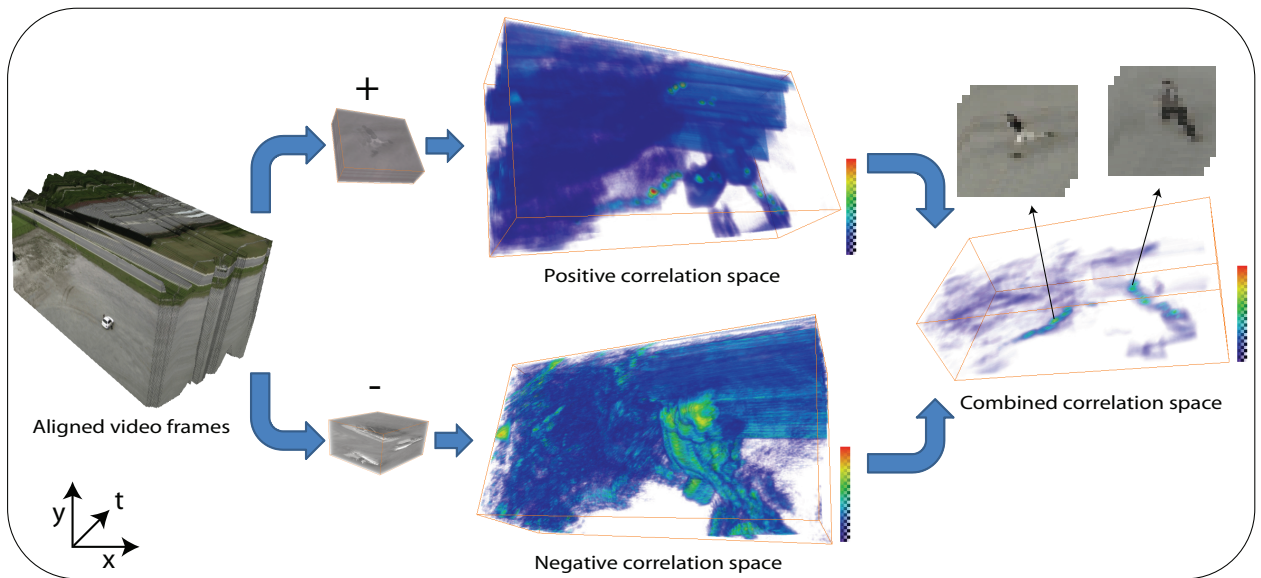 +
Positive correlation space
Aligned video frames
-
Negative correlation space
Combined correlation space
y
t
x